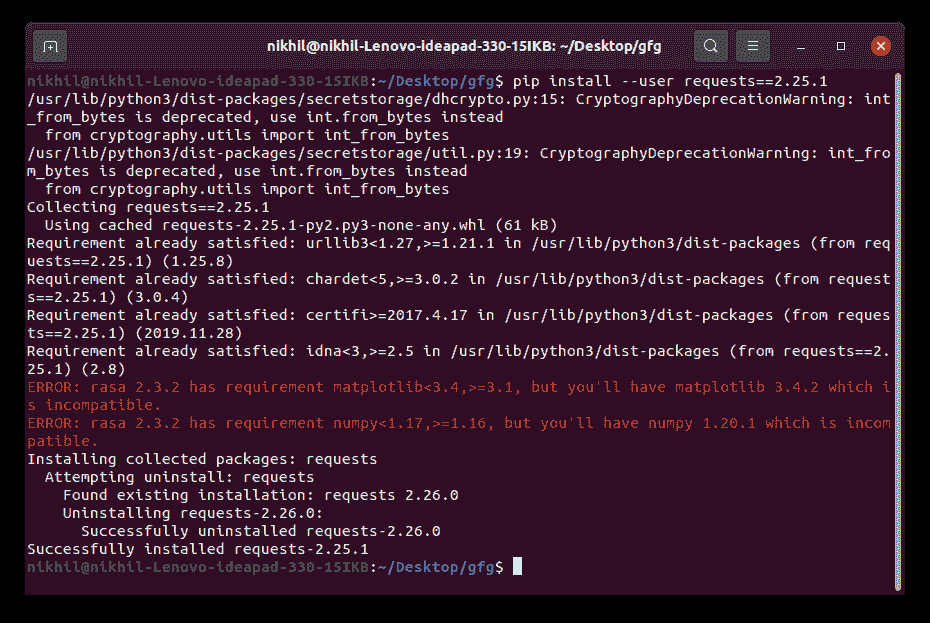 nikhil@nikhil-Lenovo-ideapad-330-15IKB: ~/Desktop/gfg
nikhil@nikhil-Lenovo-ideapad-330-15IKB:~/Desktop/gfg$ pip install --user requests==2.25.1
/usr/lib/python3/dist-packages/secretstorage/dhcrypto.py:15: CryptographyDeprecationWarning: int
_from_bytes is deprecated, use int.from_bytes instead
  from cryptography.utils import int_from_bytes
/usr/lib/python3/dist-packages/secretstorage/util.py:19: CryptographyDeprecationWarning: int_fro
m_bytes is deprecated, use int.from_bytes instead
  from cryptography.utils import int_from_bytes
Collecting requests==2.25.1
  Using cached requests-2.25.1-py2.py3-none-any.whl (61 kB)
Requirement already satisfied: urllib3<1.27,>=1.21.1 in /usr/lib/python3/dist-packages (from req
uests==2.25.1) (1.25.8)
Requirement already satisfied: chardet<5,>=3.0.2 in /usr/lib/python3/dist-packages (from request
s==2.25.1) (3.0.4)
Requirement already satisfied: certifi>=2017.4.17 in /usr/lib/python3/dist-packages (from reques
ts==2.25.1) (2019.11.28)
Requirement already satisfied: idna<3,>=2.5 in /usr/lib/python3/dist-packages (from requests==2.
25.1) (2.8)
ERROR: rasa 2.3.2 has requirement matplotlib<3.4,>=3.1, but you'll have matplotlib 3.4.2 which i
s incompatible.
ERROR: rasa 2.3.2 has requirement numpy<1.17,>=1.16, but you'll have numpy 1.20.1 which is incom
patible.
Installing collected packages: requests
  Attempting uninstall: requests
    Found existing installation: requests 2.26.0
    Uninstalling requests-2.26.0:
      Successfully uninstalled requests-2.26.0
Successfully installed requests-2.25.1
nikhil@nikhil-Lenovo-ideapad-330-15IKB:~/Desktop/gfg$